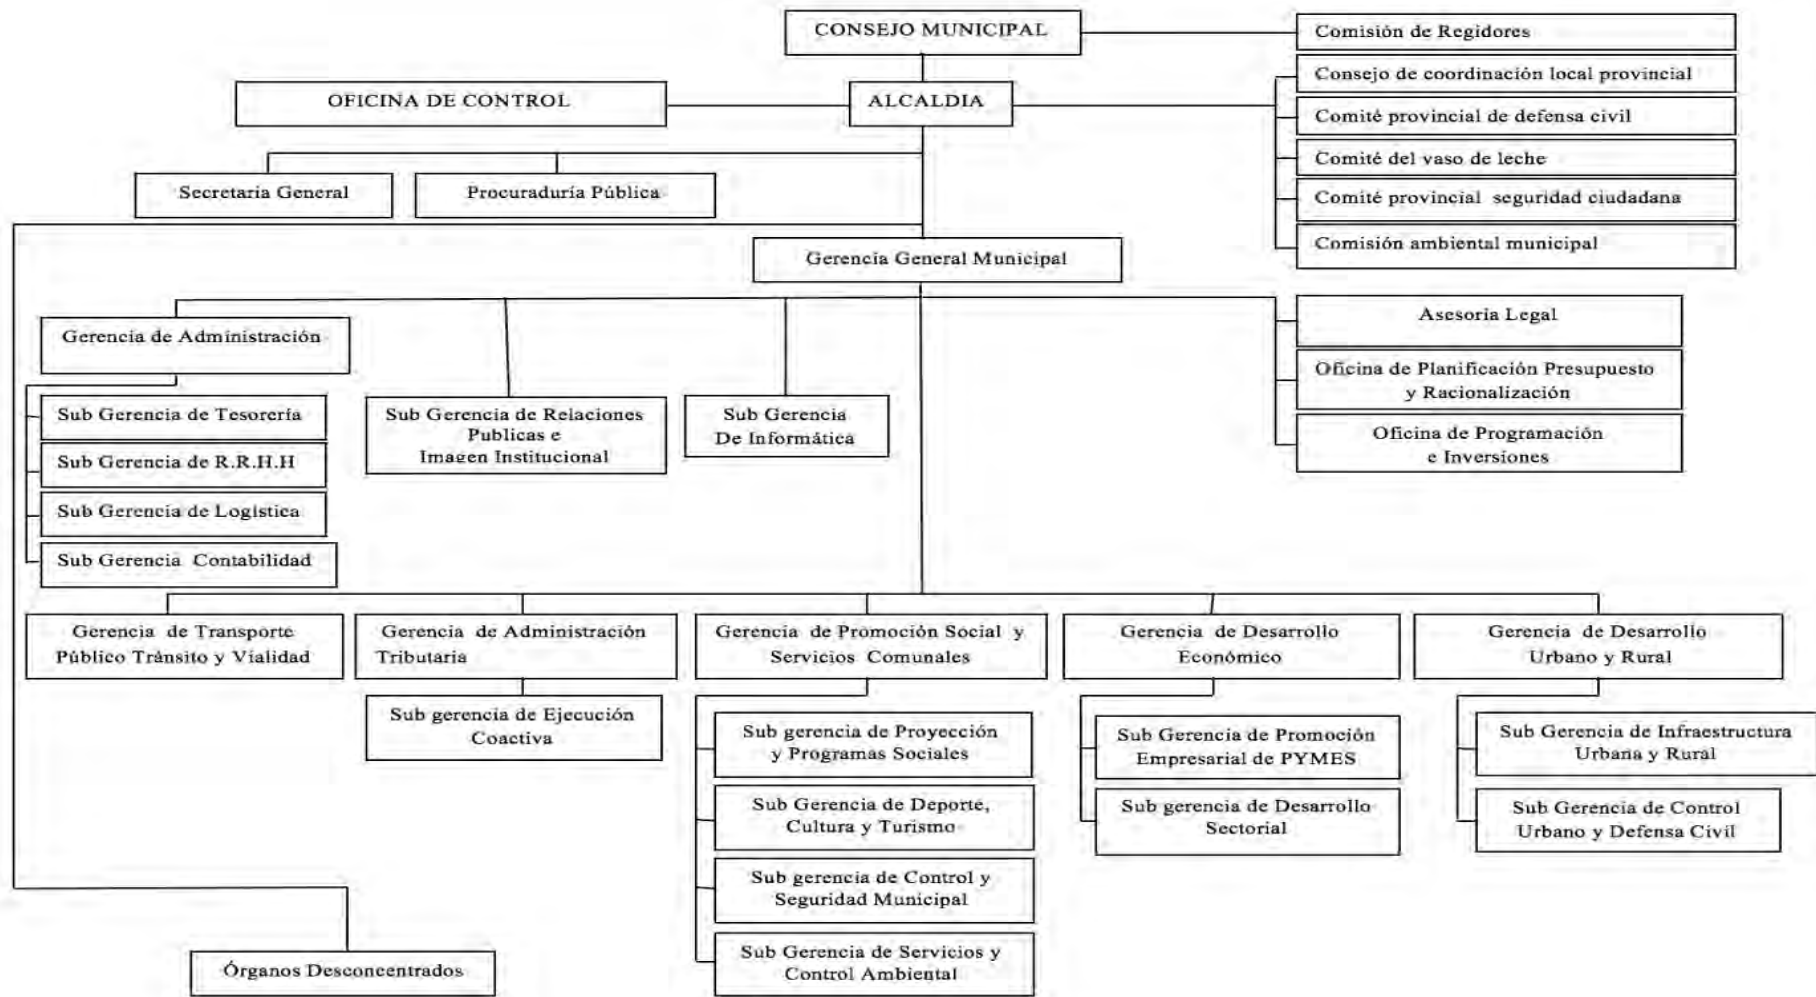 CONSEJO MUNICIPAL
Comisión de Regidores
Consejo de coordinación local provincial
OFICINA DE CONTROL
ALCALDIA
Comité provincial de defensa civil
Comité del vaso de leche
Secretaría General
Procuraduría Pública
Comité provincial seguridad ciudadana
Comisión ambiental municipal
Gerencia General Municipal
Asesoria Legal
Gerencia de Administración
Oficina de Planificación Presupuesto
y Racionalización
Sub Gerencia de Tesorería
Sub Gerencia de Relaciones
Publicas e
Imagen Institucional
Sub Gerencia
De Informática
Oficina de Programación
e Inversiones
Sub Gerencia de R.R.H.H
Sub Gerencia de Logística
Sub Gerencia Contabilidad
Gerencia de Transporte
Público Trânsito y Vialidad
Gerencia de Administración
Tributaria
Gerencia de Promoción Social y
Servicios Comunales
Gerencia de Desarrollo
Económico
Gerencia de Desarrollo
Urbano y Rural
Sub gerencia de Ejecución
Coactiva
Sub gerencia de Proyección
y Programas Sociales
Sub Gerencia de Promoción
Empresarial de PYMES
Sub Gerencia de Infraestructura
Urbana y Rural
Sub Gerencia de Deporte,
Cultura y Turismo
Sub gerencia de Desarrollo
Sectorial
Sub Gerencia de Control
Urbano y Defensa Civil
Sub gerencia de Control y
Seguridad Municipal
Sub Gerencia de Servicios y
Control Ambiental
Órganos Desconcentrados